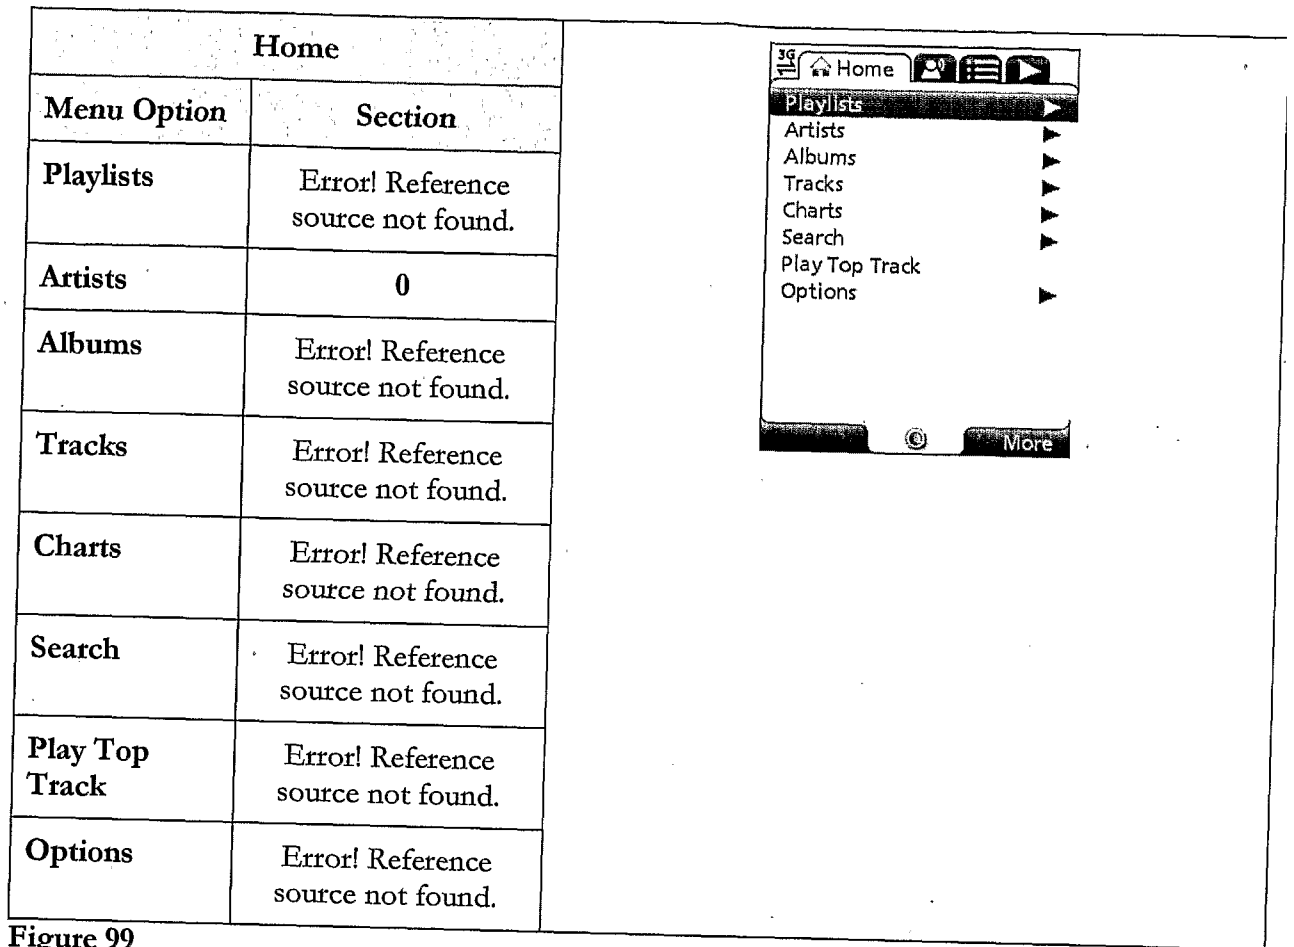 Home
Menu Option Section
Playlists Error! Reference
source not found.
Artists 0
Albums Error! Reference
source not found.
Tracks Error! Reference
source not found.
Charts Error! Reference
source not found.
Search Error! Reference
source not found.
Play Top Error! Reference
Track source not found.
Options Error! Reference
source not found.
3G Home
Playlists
Artists
Albums
Tracks
Charts
Search
Play Top Track
Options
More
Figure 99